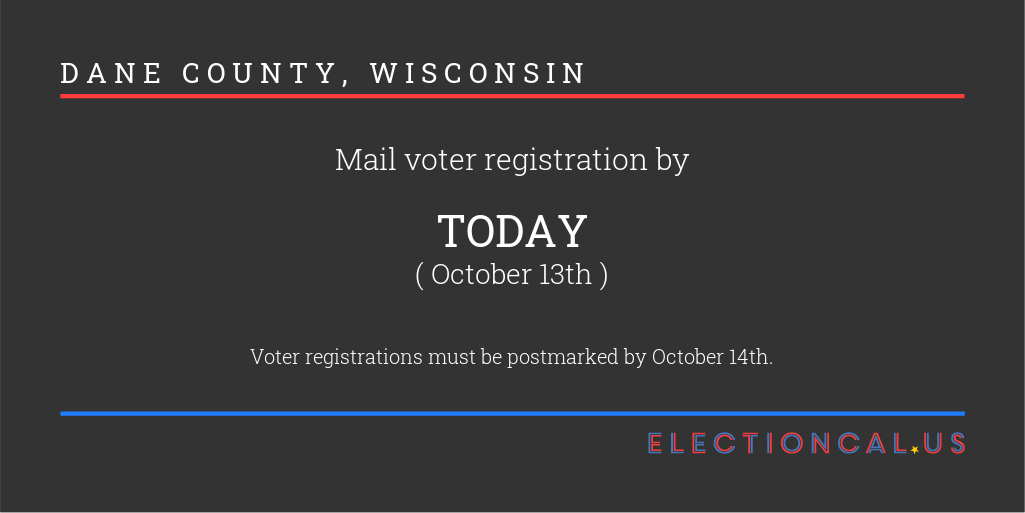 DANE COUNTY, WISCONSIN
Mail voter registration by
TODAY
( October 13th )
Voter registrations must be postmarked by October 14th.
ELECTIONCAL.US